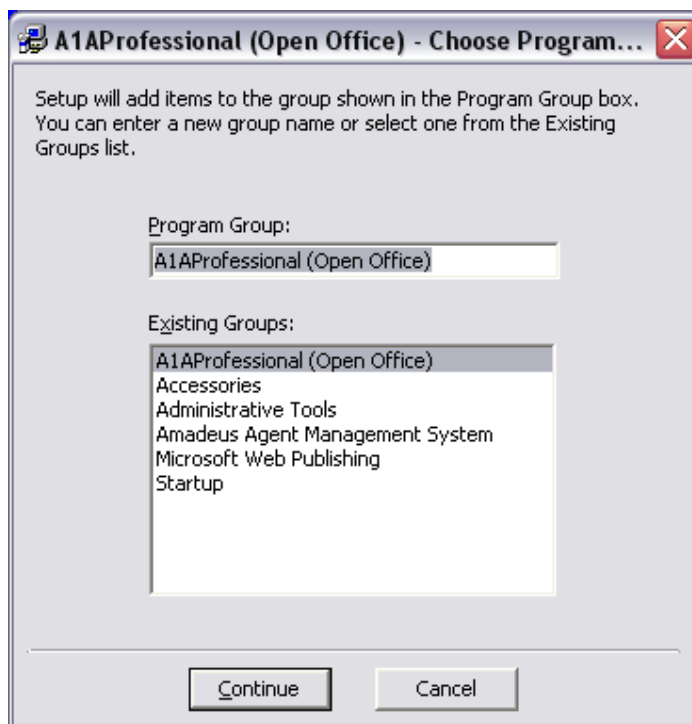 A1AProfessional (Open Office) - Choose Program...
Setup will add items to the group shown in the Program Group box.
You can enter a new group name or select one from the Existing
Groups list.
Program Group:
A1AProfessional (Open Office)
Existing Groups:
A1AProfessional (Open Office)
Accessories
Administrative Tools
Amadeus Agent Management System
Microsoft Web Publishing
Startup
Continue
Cancel